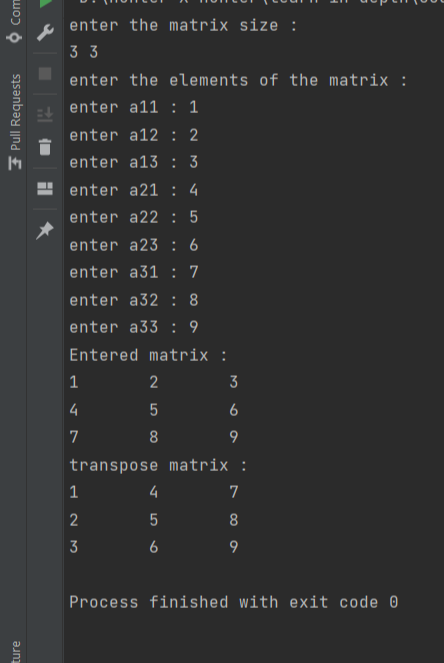 enter the matrix size :
3 3
enter the elements of the matrix :
enter a11 : 1
enter a12 : 2
enter a13 : 3
enter a21 : 4
enter a22 : 5
enter a23 : 6
enter a31 : 7
enter a32 : 8
enter a33 : 9
Entered matrix :
1 2 3
4 5 6
7 8 9
transpose matrix :
1 4 7
2 5 8
3 6 9
Process finished with exit code 0
Pull Requests